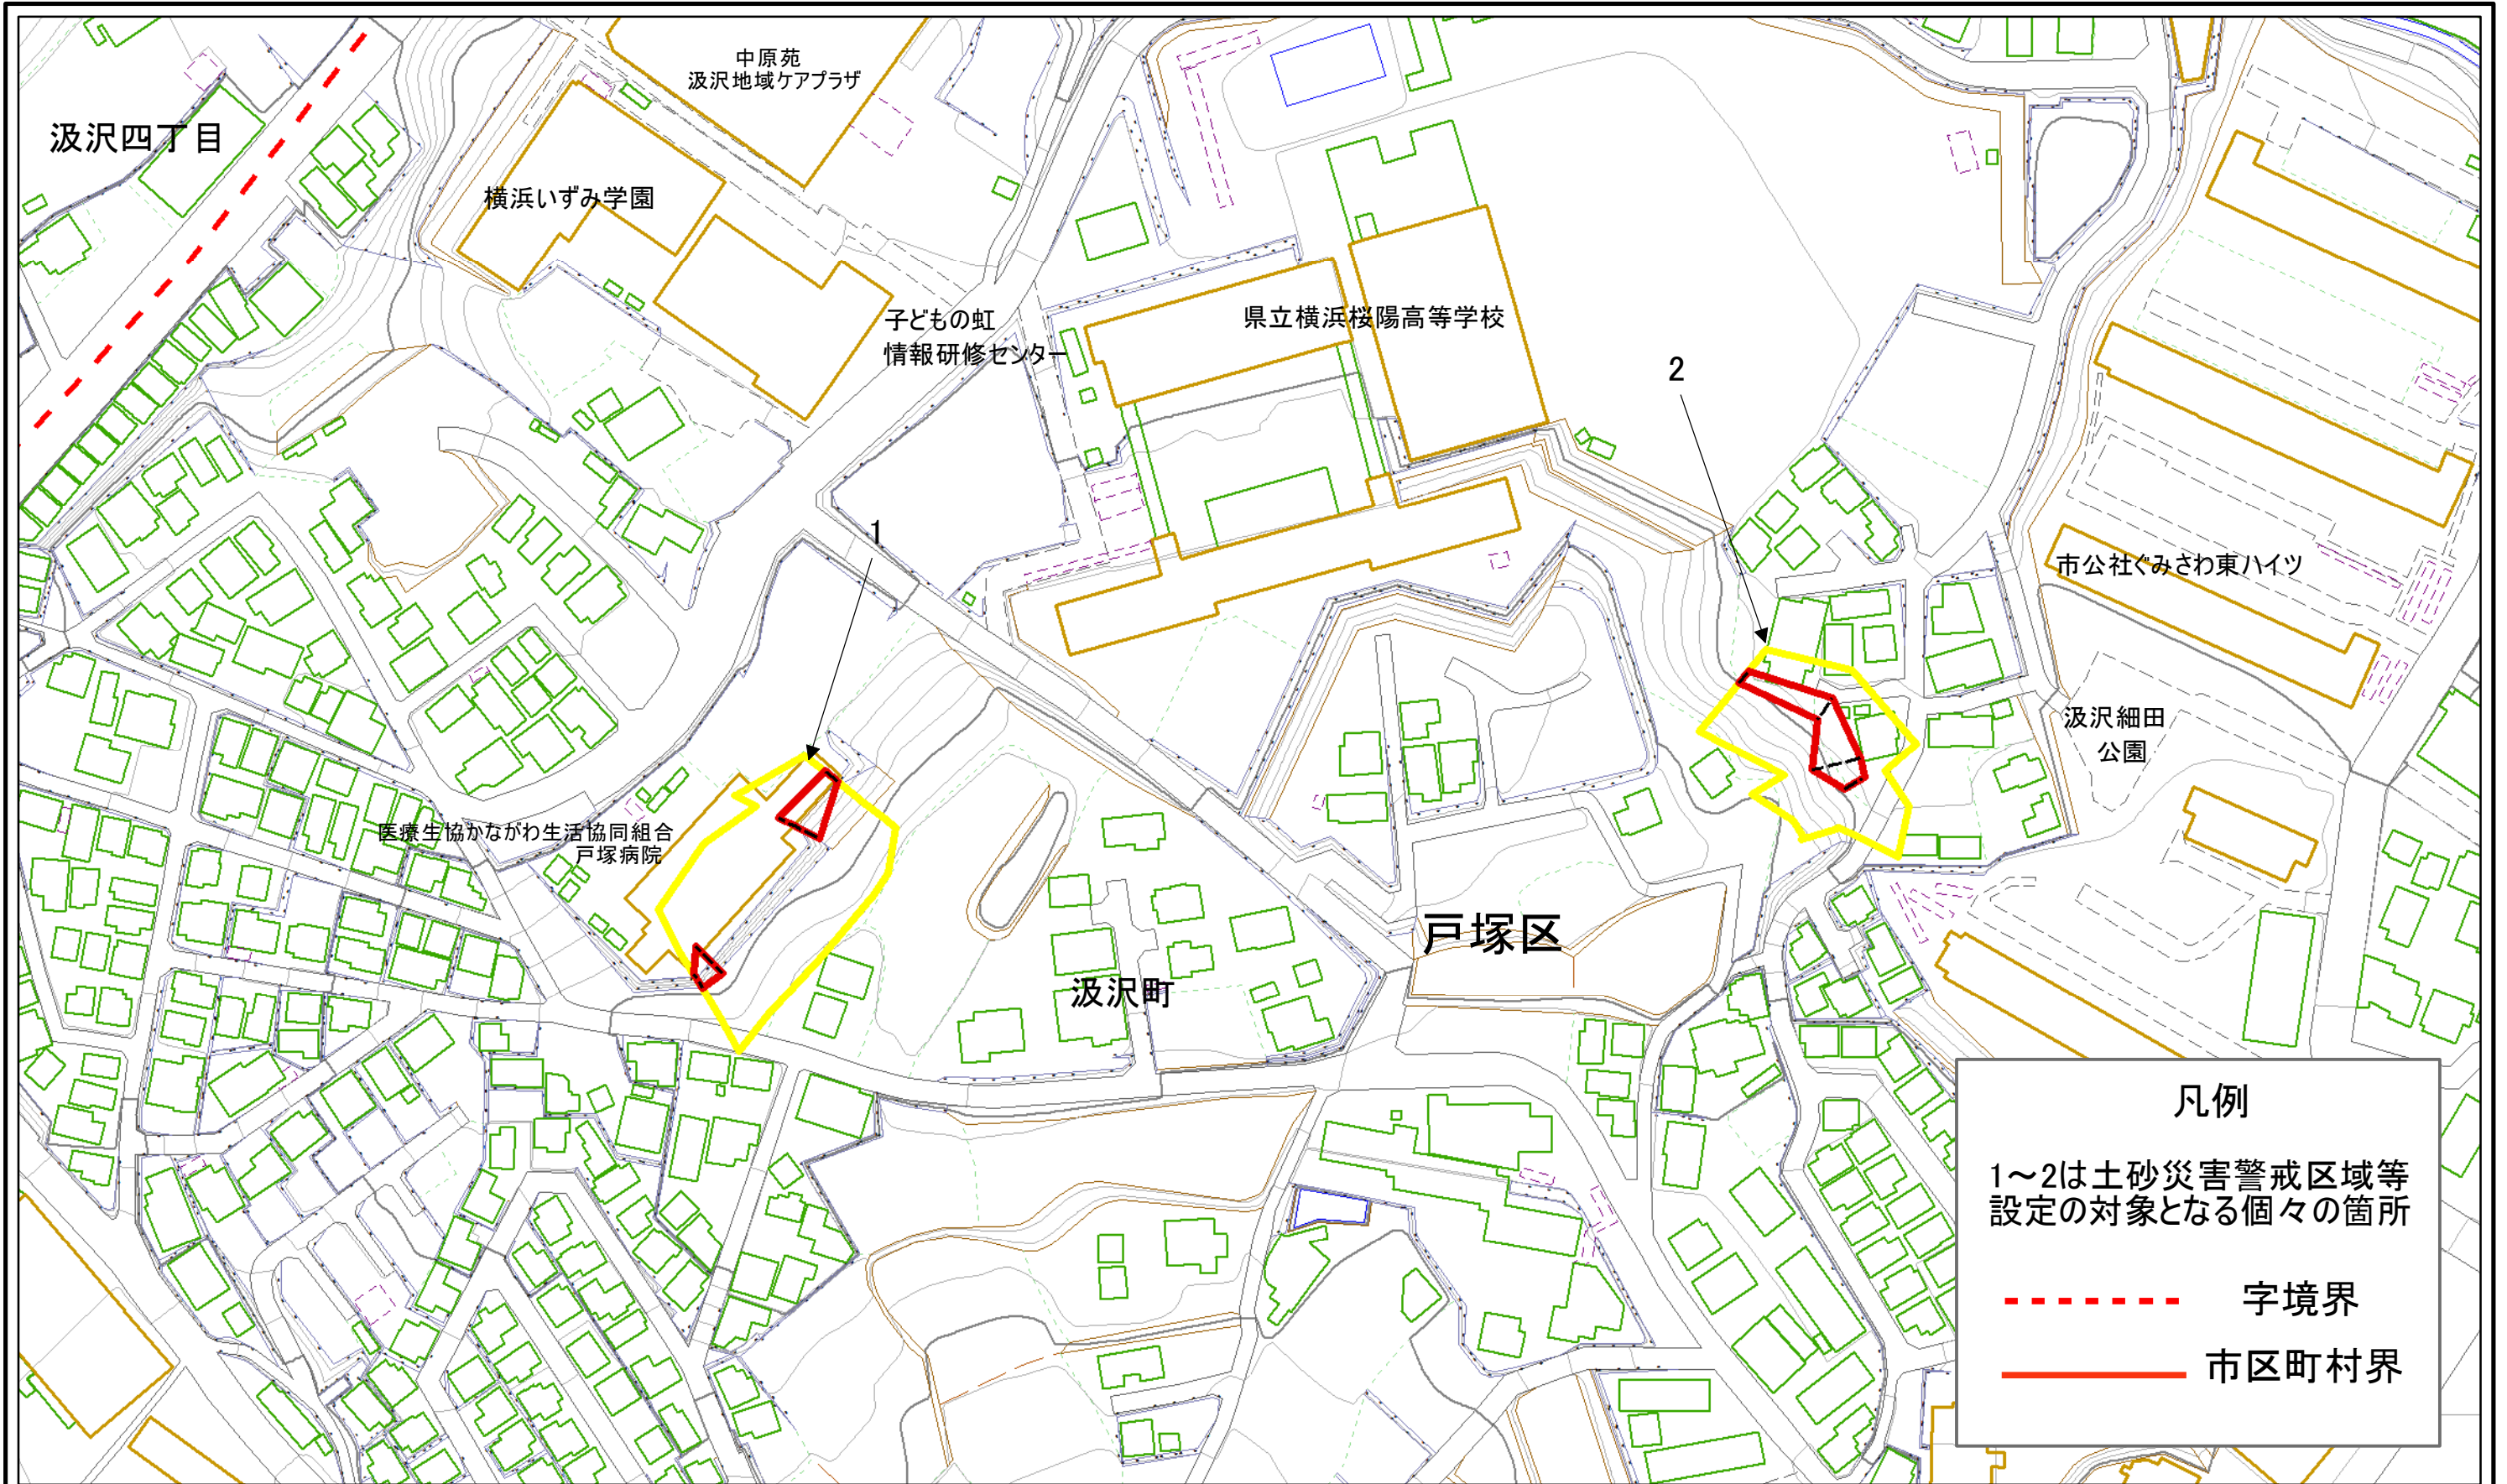 中原苑
汲沢地域ケアプラザ
汲沢四丁目
横浜いずみ学園
子どもの虹
情報研修センター
県立横浜桜陽高等学校
2
1
市公社ぐみさわ東ハイツ
汲沢細田
公園
医療生協かながわ生活協同組合
戸塚病院
戸塚区
汲沢町
凡例
1～2は土砂災害警戒区域等
設定の対象となる個々の箇所
字境界
市区町村界